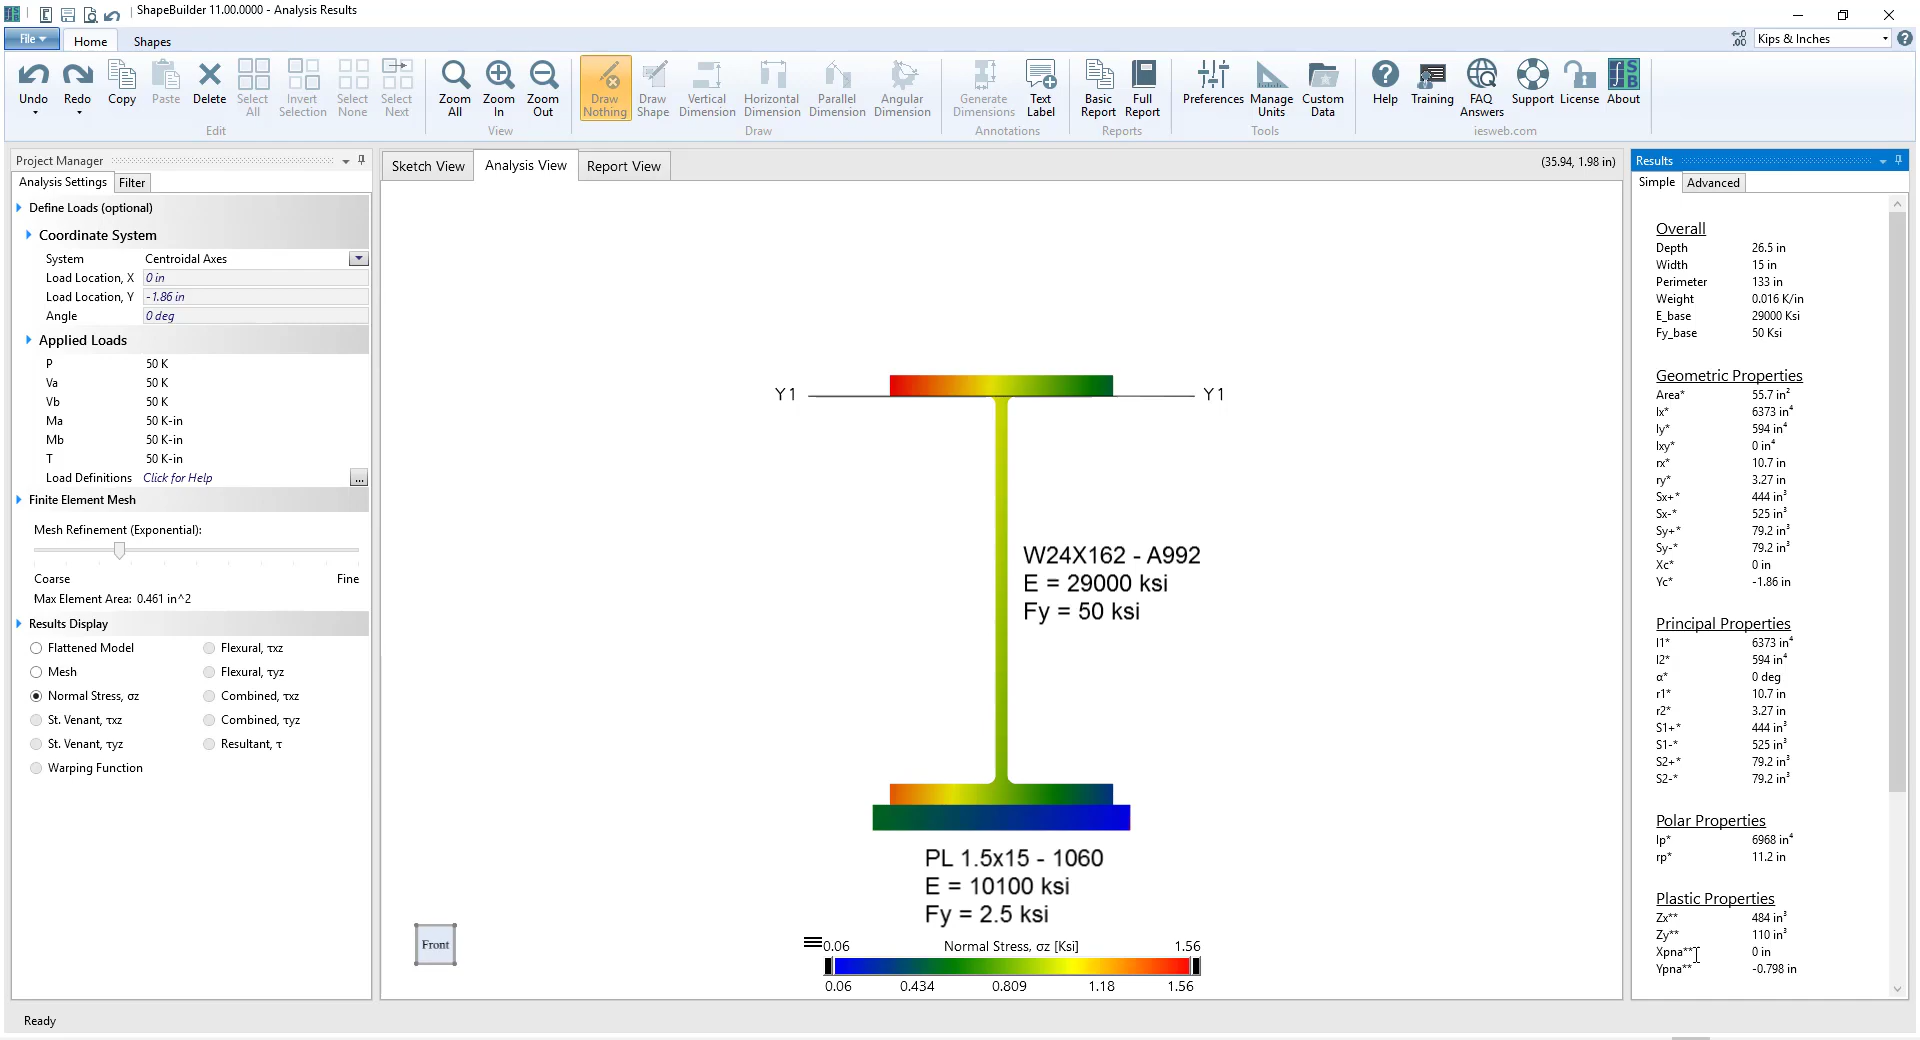 ShapeBuilder 11.00.0000 - Analysis Results
File Home Shapes
Kips & Inches
Undo Redo Copy Paste Delete Select All Invert Selection Select None Select Next
Edit
Zoom All Zoom In Zoom Out
View
Draw Nothing Draw Shape Vertical Dimension Horizontal Dimension Parallel Dimension Angular Dimension
Draw
Generate Dimensions Text Label
Annotations
Basic Report Full Report
Reports
Preferences Manage Units Custom Data
Tools
Help Training FAQ Answers Support License About
iesweb.com
Project Manager
Analysis Settings Filter
Define Loads (optional)
Coordinate System
System Centroidal Axes
Load Location, X 0 in
Load Location, Y -1.86 in
Angle 0 deg
Applied Loads
P 50 K
Va 50 K
Vb 50 K
Ma 50 K-in
Mb 50 K-in
T 50 K-in
Load Definitions Click for Help ...
Finite Element Mesh
Mesh Refinement (Exponential):
Coarse Fine
Max Element Area: 0.461 in^2
Results Display
Flattened Model Flexural, τxz
Mesh Flexural, τyz
Normal Stress, σz Combined, τxz
St. Venant, τxz Combined, τyz
St. Venant, τyz Resultant, τ
Warping Function
Sketch View Analysis View Report View
(35.94, 1.98 in)
Y1 Y1
W24X162 - A992
E = 29000 ksi
Fy = 50 ksi
PL 1.5x15 - 1060
E = 10100 ksi
Fy = 2.5 ksi
Front
0.06 Normal Stress, σz [Ksi] 1.56
0.06 0.434 0.809 1.18 1.56
Results
Simple Advanced
Overall
Depth 26.5 in
Width 15 in
Perimeter 133 in
Weight 0.016 K/in
E_base 29000 Ksi
Fy_base 50 Ksi
Geometric Properties
Area* 55.7 in²
Ix* 6373 in⁴
Iy* 594 in⁴
Ixy* 0 in⁴
rx* 10.7 in
ry* 3.27 in
Sx+* 444 in³
Sx-* 525 in³
Sy+* 79.2 in³
Sy-* 79.2 in³
Xc* 0 in
Yc* -1.86 in
Principal Properties
I1* 6373 in⁴
I2* 594 in⁴
α* 0 deg
r1* 10.7 in
r2* 3.27 in
S1+* 444 in³
S1-* 525 in³
S2+* 79.2 in³
S2-* 79.2 in³
Polar Properties
Ip* 6968 in⁴
rp* 11.2 in
Plastic Properties
Zx** 484 in³
Zy** 110 in³
Xpna** 0 in
Ypna** -0.798 in
Ready